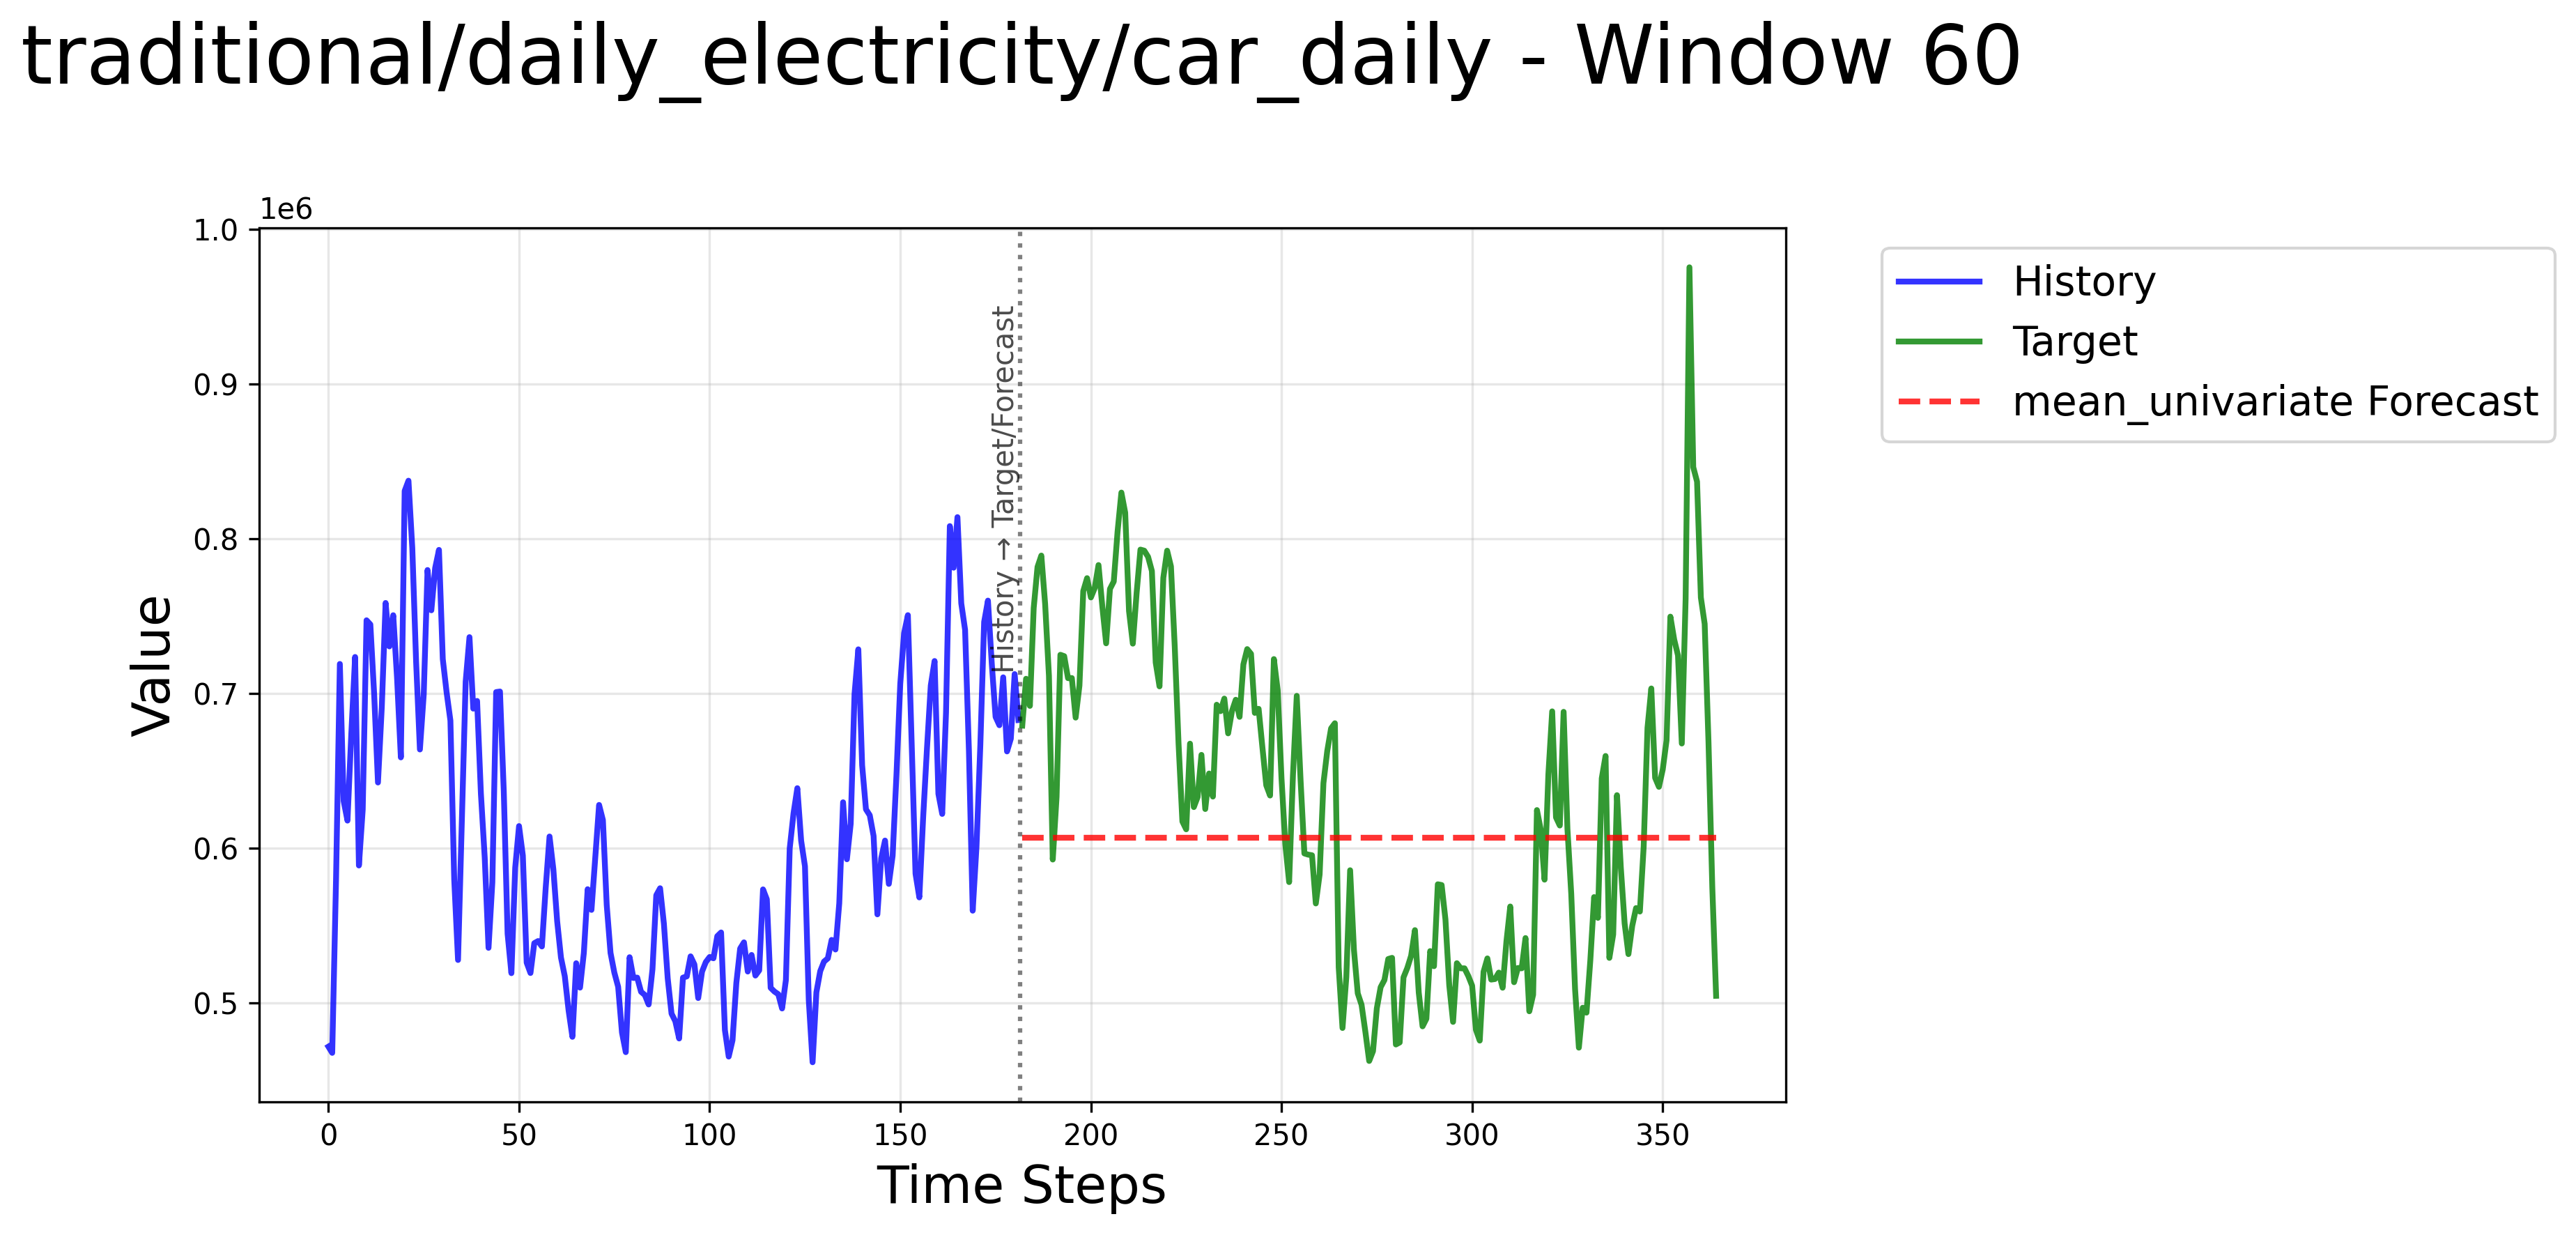 traditional/daily_electricity/car_daily - Window 60
1e6
1.0
0.9
0.8
0.7
0.6
0.5
Value
History → Target/Forecast
0 50 100 150 200 250 300 350
Time Steps
History
Target
mean_univariate Forecast